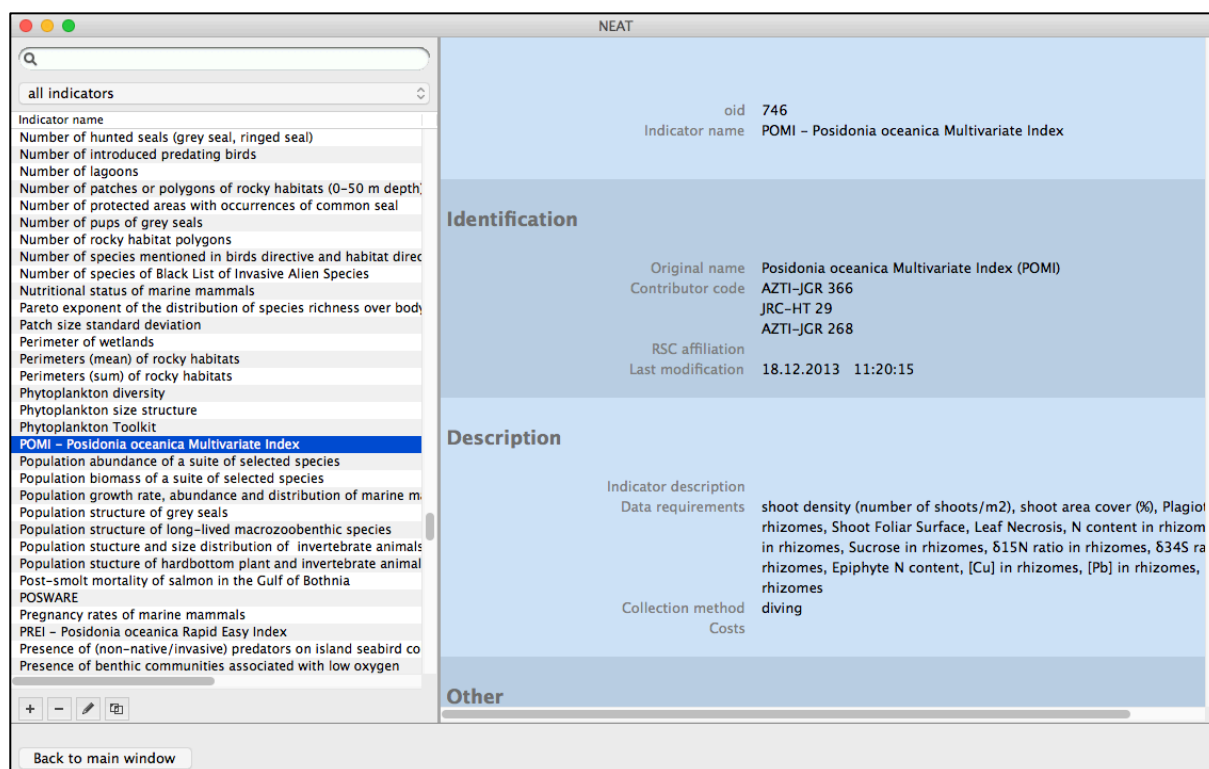 NEAT
all indicators
Indicator name
Number of hunted seals (grey seal, ringed seal)
Number of introduced predating birds
Number of lagoons
Number of patches or polygons of rocky habitats (0-50 m depth)
Number of protected areas with occurrences of common seal
Number of pups of grey seals
Number of rocky habitat polygons
Number of species mentioned in birds directive and habitat direc
Number of species of Black List of Invasive Alien Species
Nutritional status of marine mammals
Pareto exponent of the distribution of species richness over body
Patch size standard deviation
Perimeter of wetlands
Perimeters (mean) of rocky habitats
Perimeters (sum) of rocky habitats
Phytoplankton diversity
Phytoplankton size structure
Phytoplankton Toolkit
POMI - Posidonia oceanica Multivariate Index
Population abundance of a suite of selected species
Population biomass of a suite of selected species
Population growth rate, abundance and distribution of marine m
Population structure of grey seals
Population structure of long-lived macrozoobenthic species
Population stucture and size distribution of  invertebrate animals
Population stucture of hardbottom plant and invertebrate animal
Post-smolt mortality of salmon in the Gulf of Bothnia
POSWARE
Pregnancy rates of marine mammals
PREI - Posidonia oceanica Rapid Easy Index
Presence of (non-native/invasive) predators on island seabird co
Presence of benthic communities associated with low oxygen
Back to main window
oid 746
Indicator name POMI - Posidonia oceanica Multivariate Index
Identification
Original name Posidonia oceanica Multivariate Index (POMI)
Contributor code AZTI-JGR 366
JRC-HT 29
AZTI-JGR 268
RSC affiliation
Last modification 18.12.2013 11:20:15
Description
Indicator description
Data requirements shoot density (number of shoots/m2), shoot area cover (%), Plagiot
rhizomes, Shoot Foliar Surface, Leaf Necrosis, N content in rhizom
in rhizomes, Sucrose in rhizomes, δ15N ratio in rhizomes, δ34S ra
rhizomes, Epiphyte N content, [Cu] in rhizomes, [Pb] in rhizomes,
rhizomes
Collection method diving
Costs
Other